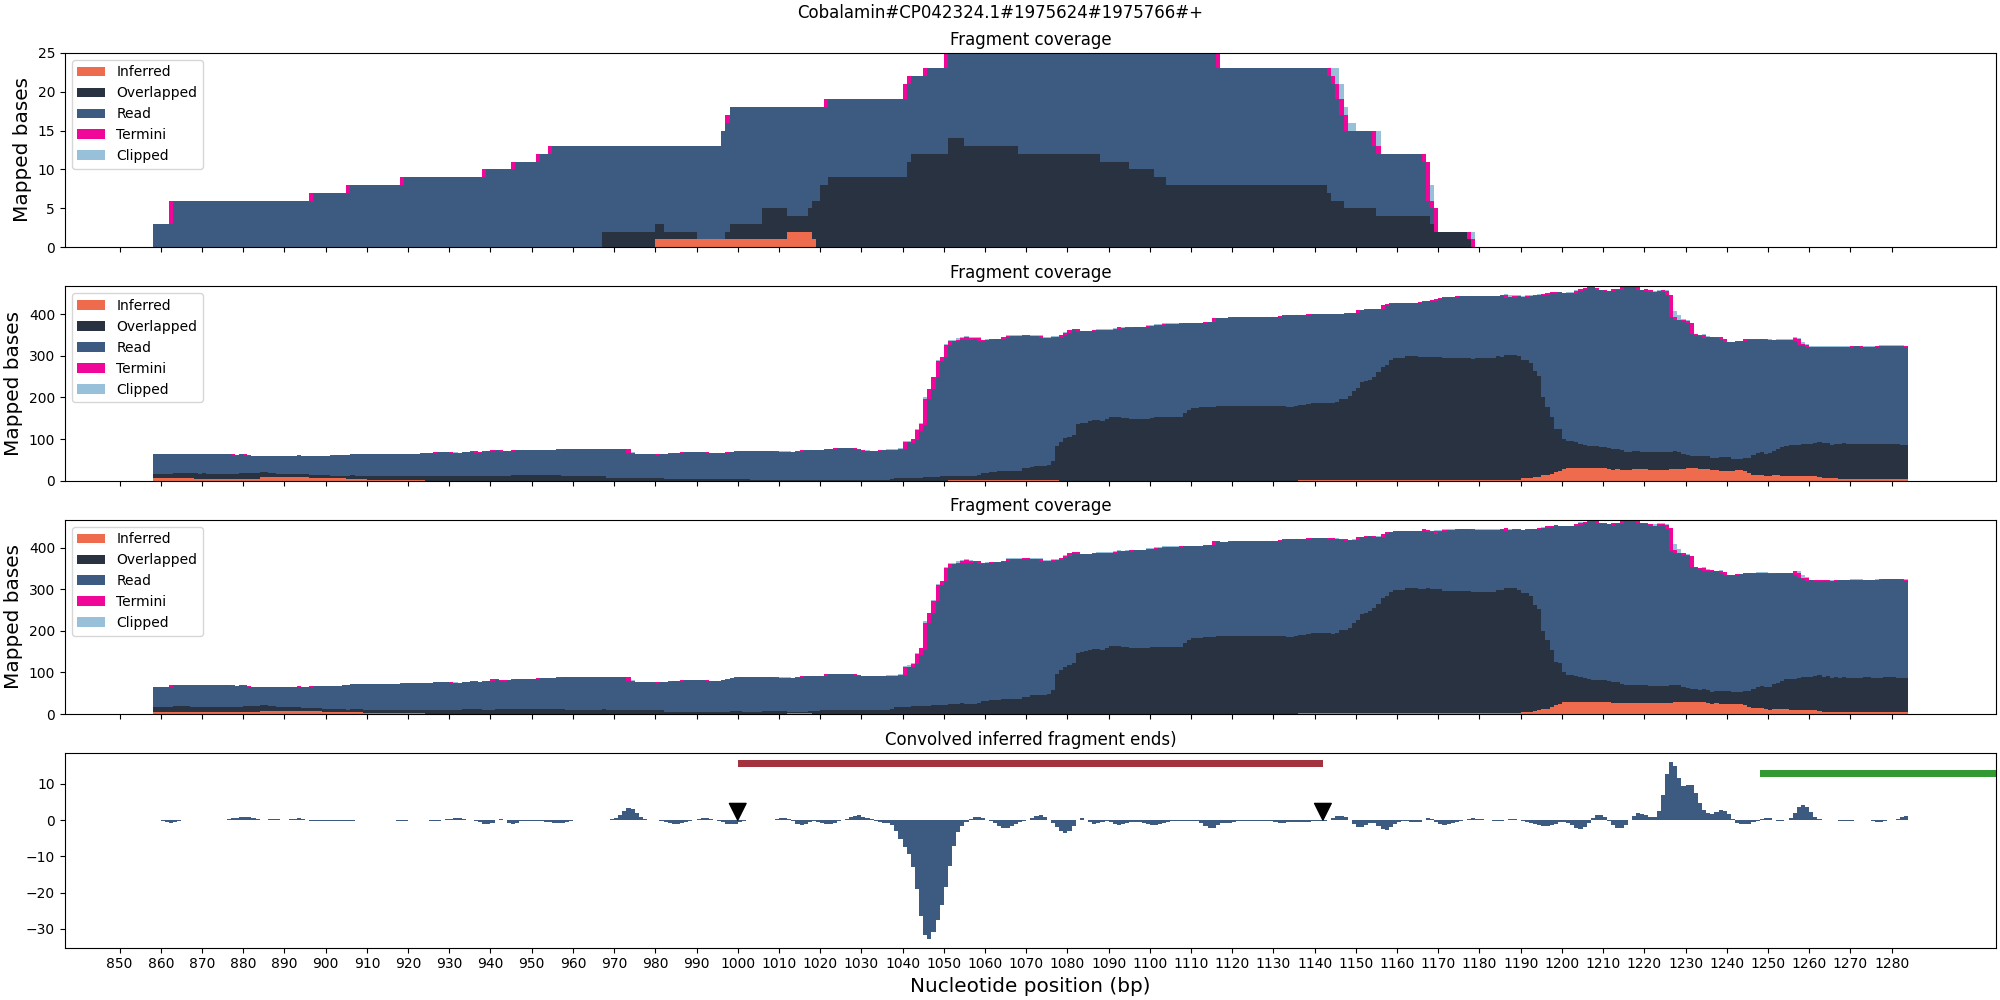 Cobalamin#CP042324.1#1975624#1975766#+
Fragment coverage
Mapped bases
25
20
15
10
5
0
Inferred
Overlapped
Read
Termini
Clipped
Fragment coverage
Mapped bases
400
300
200
100
0
Inferred
Overlapped
Read
Termini
Clipped
Fragment coverage
Mapped bases
400
300
200
100
0
Inferred
Overlapped
Read
Termini
Clipped
Convolved inferred fragment ends)
10
0
−10
−20
−30
850 860 870 880 890 900 910 920 930 940 950 960 970 980 990 1000 1010 1020 1030 1040 1050 1060 1070 1080 1090 1100 1110 1120 1130 1140 1150 1160 1170 1180 1190 1200 1210 1220 1230 1240 1250 1260 1270 1280
Nucleotide position (bp)